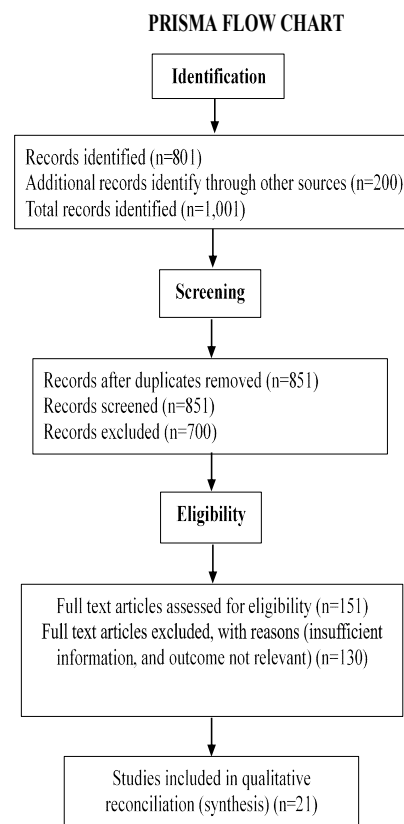 PRISMA FLOW CHART
Identification
Records identified (n=801)
Additional records identify through other sources (n=200)
Total records identified (n=1,001)
Screening
Records after duplicates removed (n=851)
Records screened (n=851)
Records excluded (n=700)
Eligibility
Full text articles assessed for eligibility (n=151)
Full text articles excluded, with reasons (insufficient
information, and outcome not relevant) (n=130)
Studies included in qualitative
reconciliation (synthesis) (n=21)